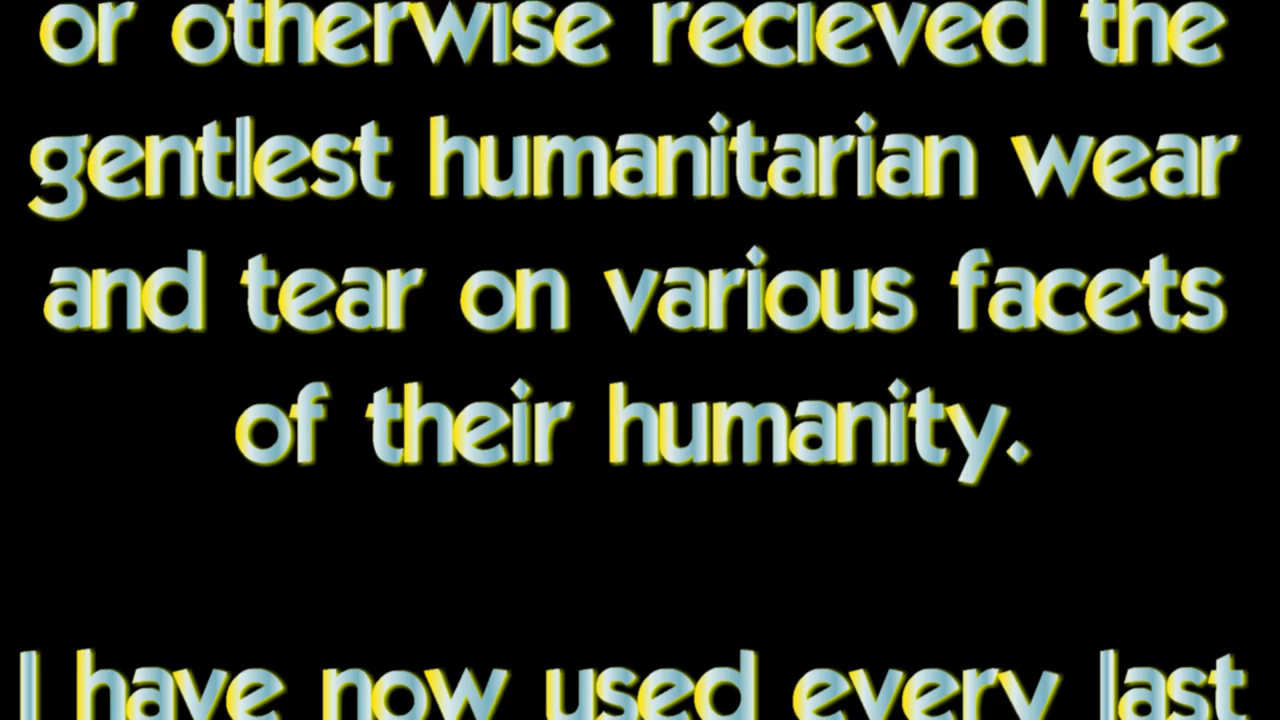 or otherwise recieved the
gentlest humanitarian wear
and tear on various facets
of their humanity.
I have now used every last